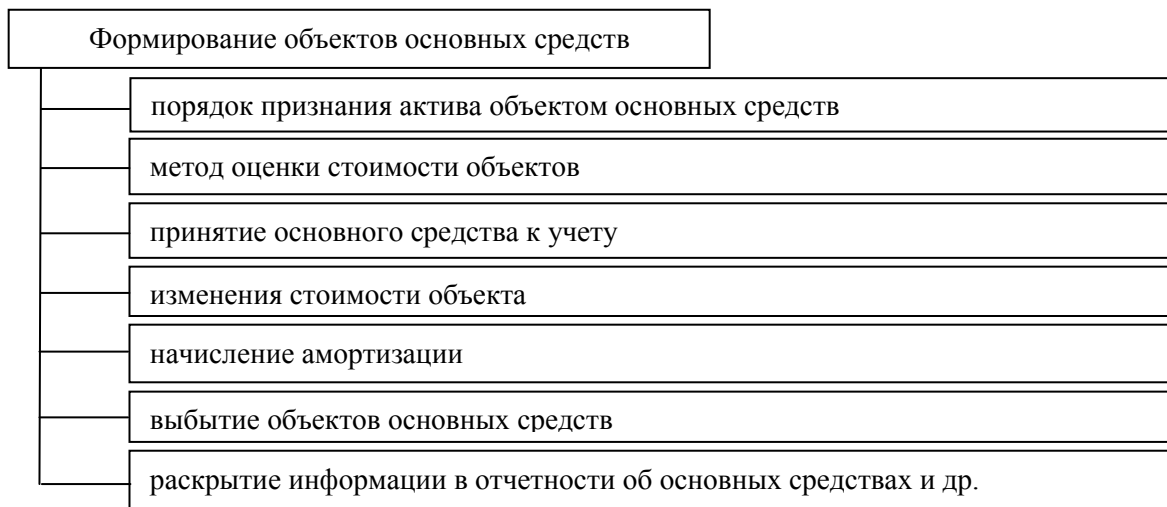 Формирование объектов основных средств
порядок признания актива объектом основных средств
метод оценки стоимости объектов
принятие основного средства к учету
изменения стоимости объекта
начисление амортизации
выбытие объектов основных средств
раскрытие информации в отчетности об основных средствах и др.